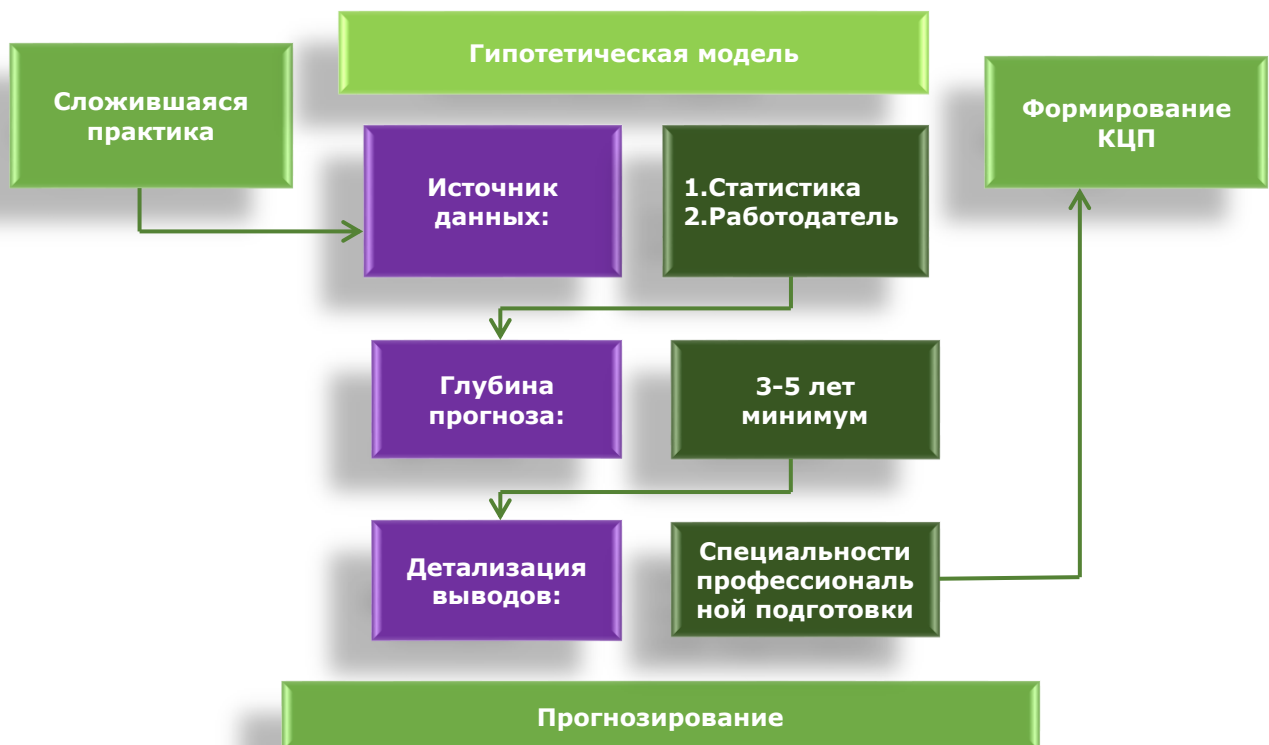 Гипотетическая модель
Сложившаяся
практика
Формирование
КЦП
Источник
данных:
1.Статистика
2.Работодатель
Глубина
прогноза:
3-5 лет
минимум
Детализация
выводов:
Специальности
профессиональ
ной подготовки
Прогнозирование